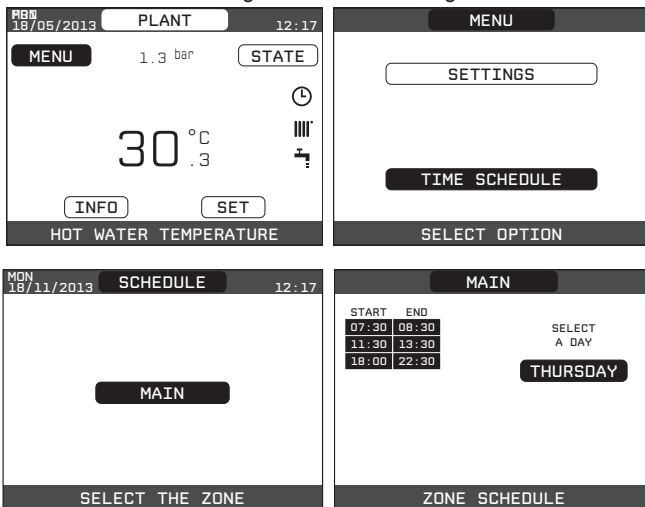 PLANT
18/05/2013 12:17
MENU 1.3 bar STATE
30.3 °C
INFO SET
HOT WATER TEMPERATURE
MENU
SETTINGS
TIME SCHEDULE
SELECT OPTION
MON
18/11/2013 SCHEDULE 12:17
MAIN
SELECT THE ZONE
MAIN
START END
07:30 08:30
11:30 13:30
18:00 22:30
SELECT
A DAY
THURSDAY
ZONE SCHEDULE